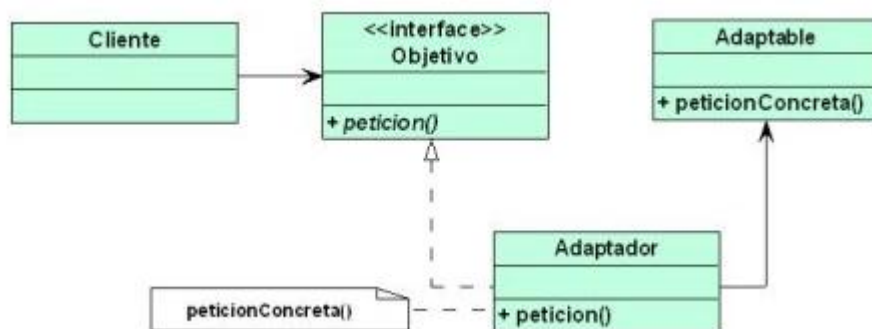 Cliente
<<interface>>
Objetivo
+ peticion()
Adaptable
+ peticionConcreta()
Adaptador
+ peticion()
peticionConcreta()